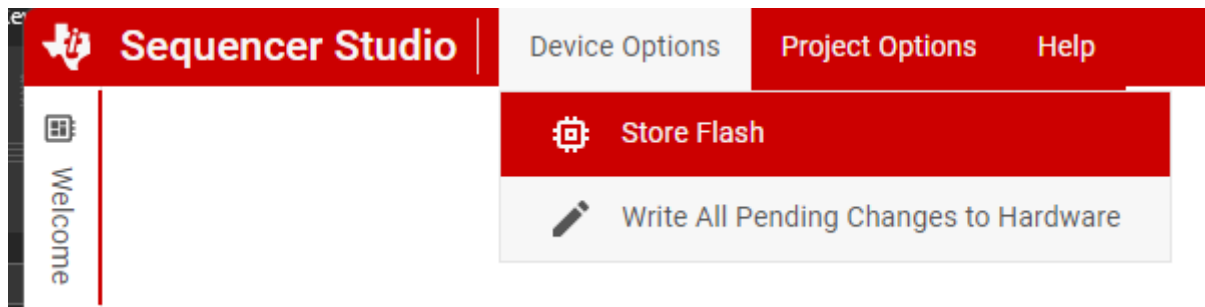 Sequencer Studio Device Options Project Options Help
Store Flash
Write All Pending Changes to Hardware
Welcome